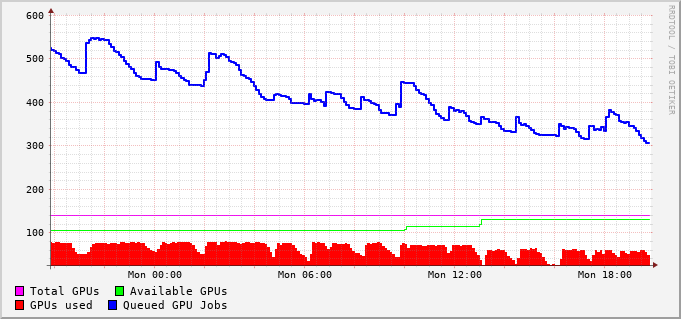 RRDTOOL / TOBI OETIKER
600
500
400
300
200
100
Mon 00:00 Mon 06:00 Mon 12:00 Mon 18:00
Total GPUs Available GPUs
GPUs used Queued GPU Jobs